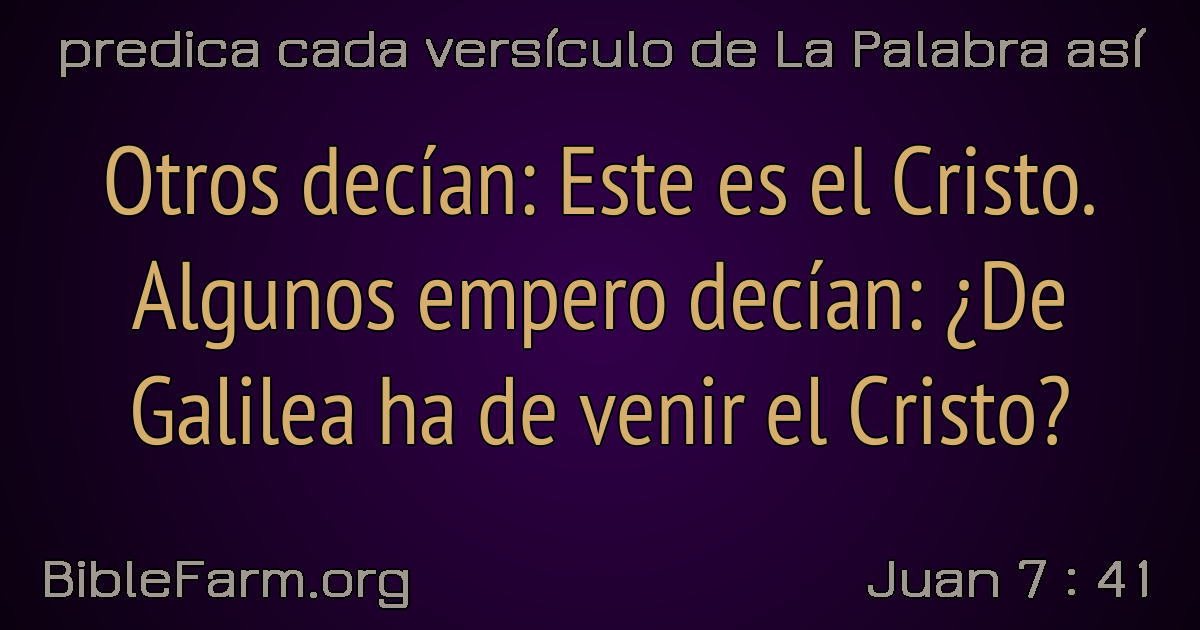 predica cada versículo de La Palabra así
Otros decían: Este es el Cristo.
Algunos empero decían: ¿De
Galilea ha de venir el Cristo?
BibleFarm.org
Juan 7 : 41